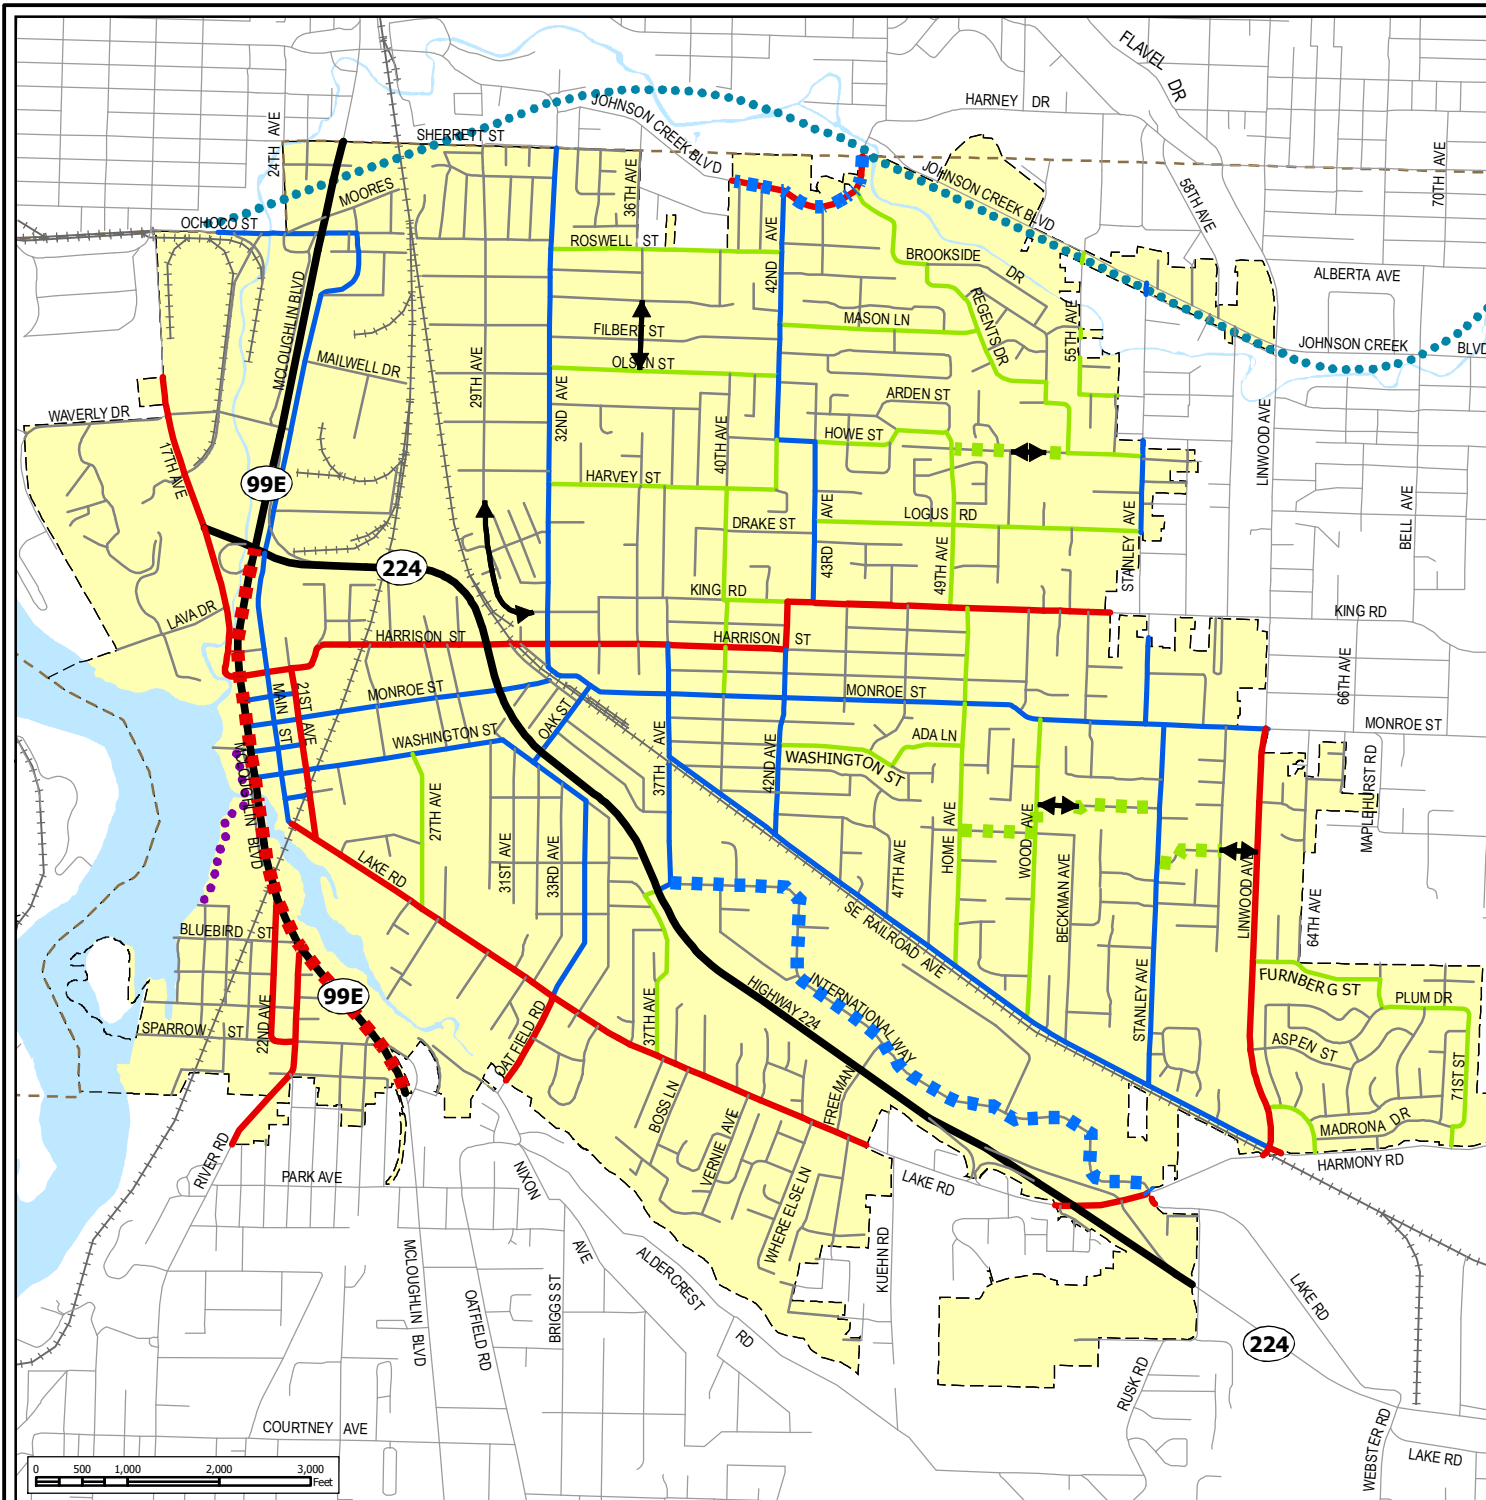 FLAVEL DR
HARNEY DR
24TH AVE
SHERRETT ST
JOHNSON CREEK BLVD
36TH AVE
JOHNSON CREEK BLVD
58TH AVE
70TH AVE
MOORES
OCHOCO ST
ROSWELL ST
42ND AVE
BROOKSIDE DR
ALBERTA AVE
MCLOUGHLIN BLVD
REGENTS DR
MASON LN
55TH AVE
FILBERT ST
JOHNSON CREEK BLVD
MAILWELL DR
OLSEN ST
29TH AVE
32ND AVE
ARDEN ST
WAVERLY DR
40TH AVE
HOWE ST
LINWOOD AVE
17TH AVE
99E
HARVEY ST
DRAKE ST
43RD AVE
LOGUS RD
STANLEY AVE
BELL AVE
224
49TH AVE
KING RD
KING RD
LAVA DR
HARRISON ST
HARRISON ST
66TH AVE
MONROE ST
MONROE ST
MONROE ST
MAIN ST
21ST AVE
WASHINGTON ST
OAK ST
37TH AVE
42ND AVE
ADA LN
WASHINGTON ST
MCLOUGHLIN BLVD
27TH AVE
MAPLEHURST RD
HOME AVE
WOOD AVE
31ST AVE
33RD AVE
LAKE RD
47TH AVE
BECKMAN AVE
LINWOOD AVE
64TH AVE
BLUEBIRD ST
SE RAILROAD AVE
99E
HIGHWAY 224
INTERNATIONAL WAY
FURNBERG ST
PLUM DR
SPARROW ST
22ND AVE
OATFIELD RD
37TH AVE
STANLEY AVE
ASPEN ST
71ST ST
BOSS LN
VERNIE AVE
FREEMAN
MADRONA DR
RIVER RD
PARK AVE
NIXON AVE
LAKE RD
HARMONY RD
WHERE ELSE LN
KUEHN RD
MCLOUGHLIN BLVD
OATFIELD RD
BRIGGS ST
ALDERCREST RD
LAKE RD
224
RUSK RD
COURTNEY AVE
WEBSTER RD
LAKE RD
0 500 1,000 2,000 3,000
Feet